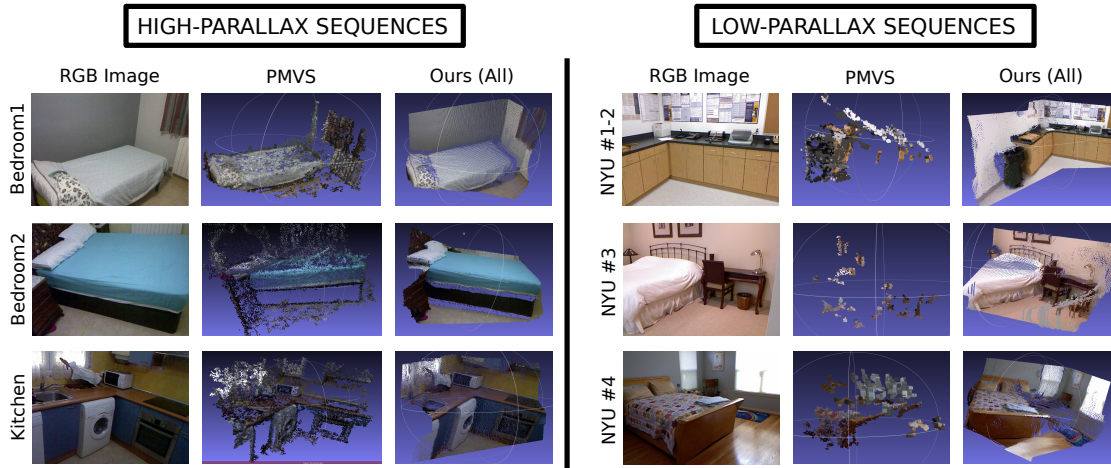 HIGH-PARALLAX SEQUENCES
RGB Image PMVS Ours (All)
Bedroom1
Bedroom2
Kitchen
LOW-PARALLAX SEQUENCES
RGB Image PMVS Ours (All)
NYU #1-2
NYU #3
NYU #4